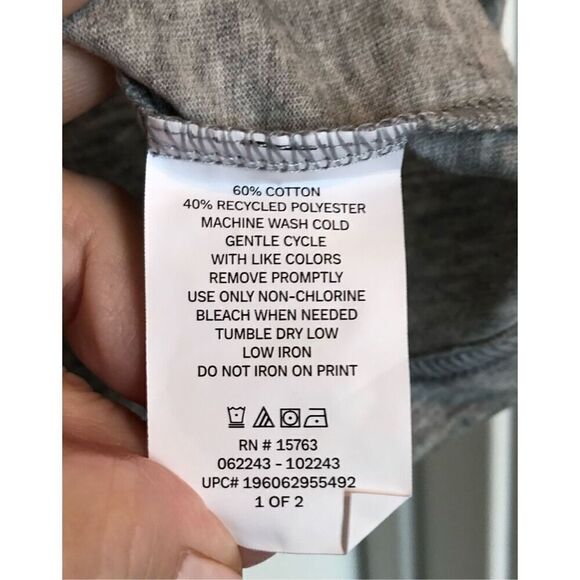 60% COTTON
40% RECYCLED POLYESTER
MACHINE WASH COLD
GENTLE CYCLE
WITH LIKE COLORS
REMOVE PROMPTLY
USE ONLY NON-CHLORINE
BLEACH WHEN NEEDED
TUMBLE DRY LOW
LOW IRON
DO NOT IRON ON PRINT
RN # 15763
062243 - 102243
UPC# 196062955492
1 OF 2